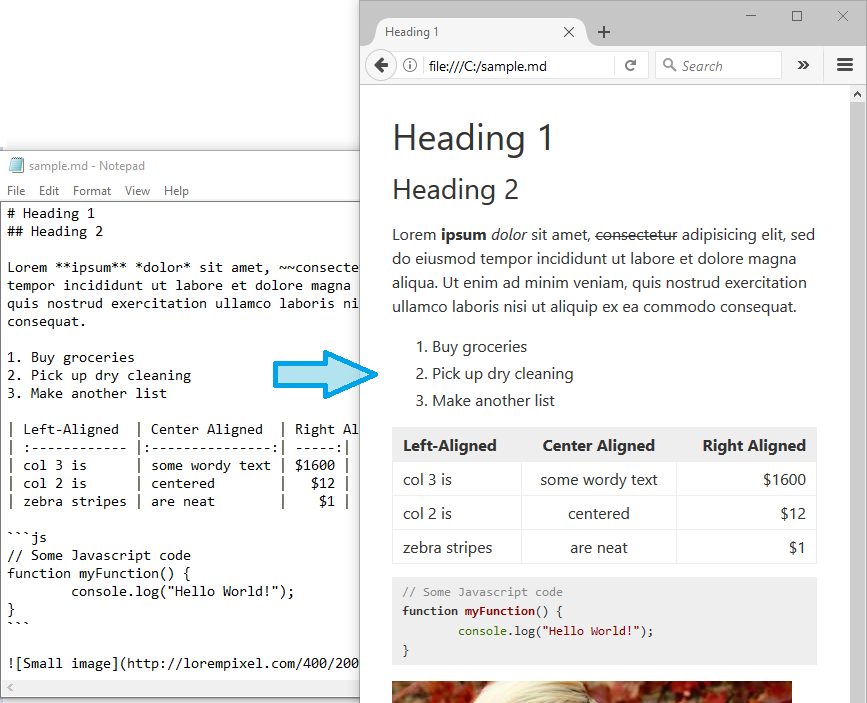 sample.md - Notepad
File Edit Format View Help
# Heading 1
## Heading 2
Lorem **ipsum** *dolor* sit amet, ~~consecte
tempor incididunt ut labore et dolore magna
quis nostrud exercitation ullamco laboris ni
consequat.
1. Buy groceries
2. Pick up dry cleaning
3. Make another list
| Left-Aligned | Center Aligned | Right Al
| :------------ |:---------------:| -----:|
| col 3 is | some wordy text | $1600 |
| col 2 is | centered | $12 |
| zebra stripes | are neat | $1 |
```js
// Some Javascript code
function myFunction() {
console.log("Hello World!");
}
```
![Small image](http://lorempixel.com/400/200
Heading 1
file:///C:/sample.md
Search
Heading 1
Heading 2
Lorem ipsum dolor sit amet, consectetur adipisicing elit, sed
do eiusmod tempor incididunt ut labore et dolore magna
aliqua. Ut enim ad minim veniam, quis nostrud exercitation
ullamco laboris nisi ut aliquip ex ea commodo consequat.
1. Buy groceries
2. Pick up dry cleaning
3. Make another list
Left-Aligned Center Aligned Right Aligned
col 3 is some wordy text $1600
col 2 is centered $12
zebra stripes are neat $1
// Some Javascript code
function myFunction() {
console.log("Hello World!");
}